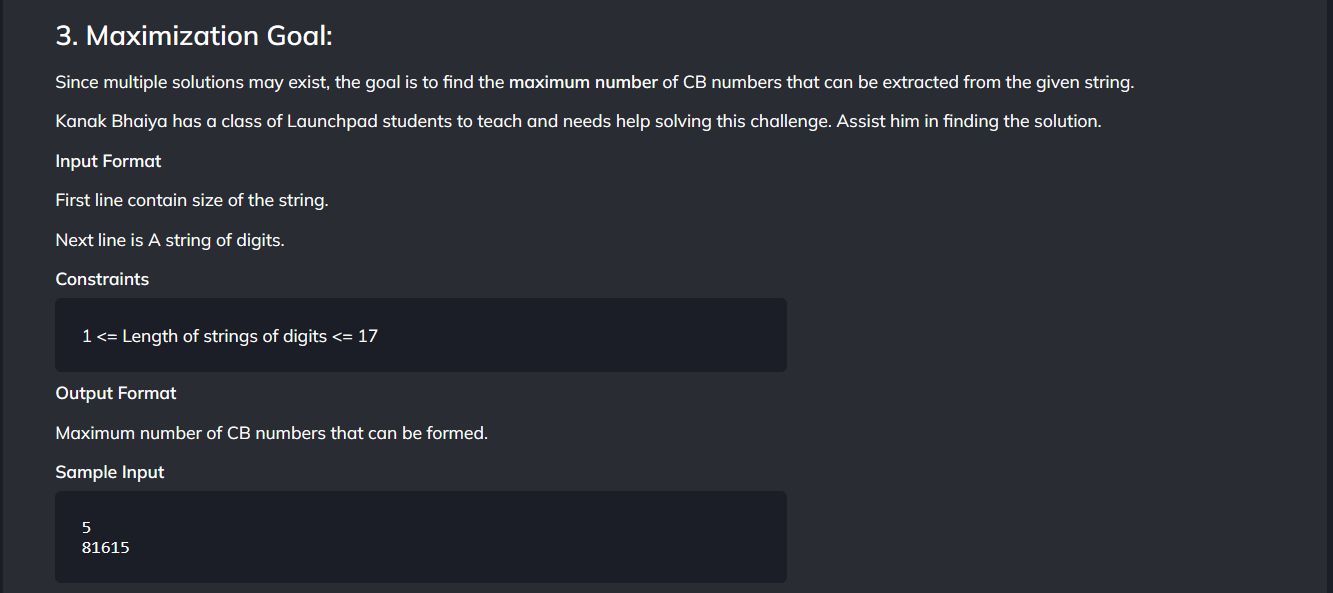 3. Maximization Goal:
Since multiple solutions may exist, the goal is to find the maximum number of CB numbers that can be extracted from the given string.
Kanak Bhaiya has a class of Launchpad students to teach and needs help solving this challenge. Assist him in finding the solution.
Input Format
First line contain size of the string.
Next line is A string of digits.
Constraints
1 <= Length of strings of digits <= 17
Output Format
Maximum number of CB numbers that can be formed.
Sample Input
5
81615